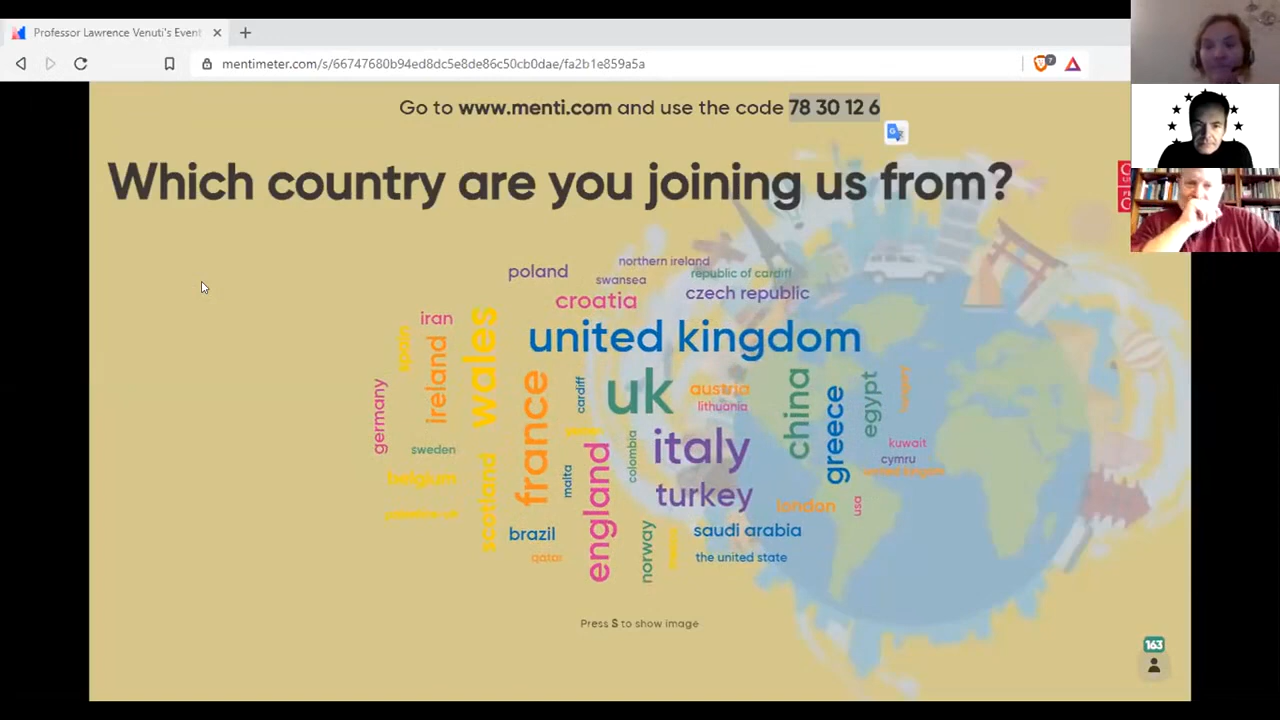 Professor Lawrence Venuti's Event
mentimeter.com/s/66747680b94ed8dc5e8de86c50cb0dae/fa2b1e859a5a
Go to www.menti.com and use the code 78 30 12 6
Which country are you joining us from?
northern ireland
poland
swansea
republic of cardiff
croatia
czech republic
iran
spain
ireland
wales
united kingdom
germany
france
cardiff
uk
austria
lithuania
china
greece
egypt
hungary
sweden
belgium
scotland
malta
england
colombia
italy
turkey
kuwait
cymru
united kingdom
london
usa
brazil
qatar
norway
saudi arabia
the united state
Press S to show image
163